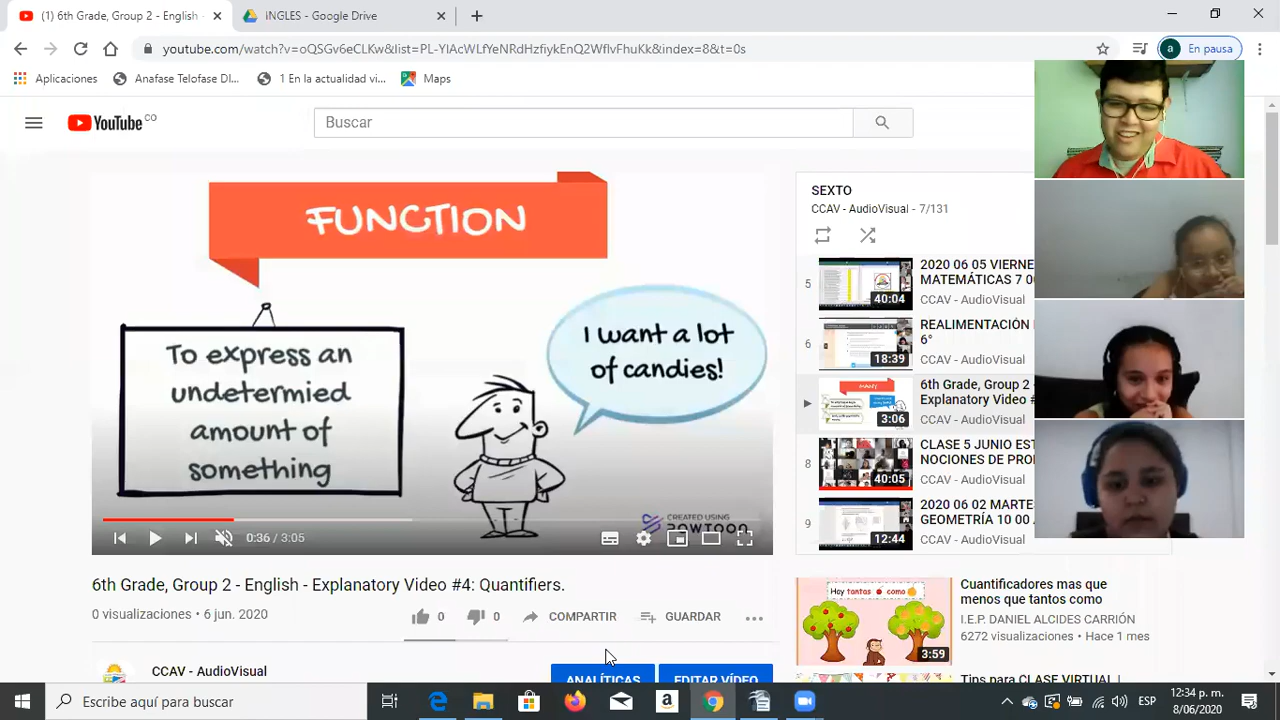 (1) 6th Grade, Group 2 - English -
INGLES - Google Drive
youtube.com/watch?v=oQSGv6eCLKw&list=PL-YlAcWLfYeNRdHzfiykEnQ2WflvFhuKk&index=8&t=0s
En pausa
Aplicaciones
Anafase Telofase DI...
1 En la actualidad vi...
Maps
YouTube CO
Buscar
FUNCTION
To express an
undetermied
amount of
something
I want a lot
of candies!
CREATED USING
POWTOON
0:36 / 3:05
6th Grade, Group 2 - English - Explanatory Video #4: Quantifiers.
0 visualizaciones • 6 jun. 2020
0
0
COMPARTIR
GUARDAR
CCAV - AudioVisual
ANALÍTICAS
EDITAR VÍDEO
SEXTO
CCAV - AudioVisual - 7/131
5
40:04
2020 06 05 VIERNE
MATEMÁTICAS 7 0
CCAV - AudioVisual
6
18:39
REALIMENTACIÓN
6°
CCAV - AudioVisual
3:06
6th Grade, Group 2 -
Explanatory Video #
CCAV - AudioVisual
8
40:05
CLASE 5 JUNIO EST
NOCIONES DE PRO
CCAV - AudioVisual
9
12:44
2020 06 02 MARTE
GEOMETRÍA 10 00
CCAV - AudioVisual
Hay tantas como
3:59
Cuantificadores mas que
menos que tantos como
I.E.P. DANIEL ALCIDES CARRIÓN
6272 visualizaciones • Hace 1 mes
Tips para CLASE VIRTUAL |
Escribe aquí para buscar
ESP
12:34 p. m.
8/06/2020